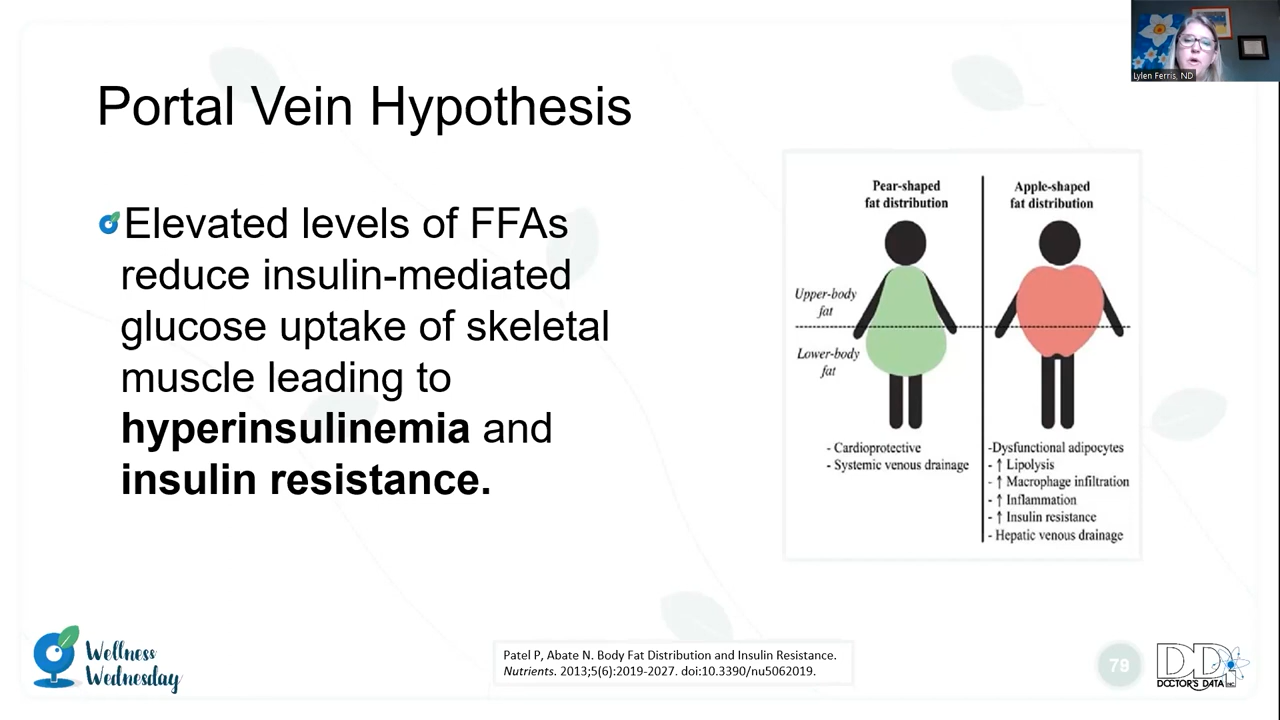 Lylen Ferris, ND
Portal Vein Hypothesis
Elevated levels of FFAs
reduce insulin-mediated
glucose uptake of skeletal
muscle leading to
hyperinsulinemia and
insulin resistance.
Pear-shaped
fat distribution
Apple-shaped
fat distribution
Upper-body
fat
Lower-body
fat
- Cardioprotective
- Systemic venous drainage
-Dysfunctional adipocytes
- ↑ Lipolysis
- ↑ Macrophage infiltration
- ↑ Inflammation
- ↑ Insulin resistance
- Hepatic venous drainage
Wellness
Wednesday
Patel P, Abate N. Body Fat Distribution and Insulin Resistance.
Nutrients. 2013;5(6):2019-2027. doi:10.3390/nu5062019.
79
DDI
DOCTOR'S DATA INC